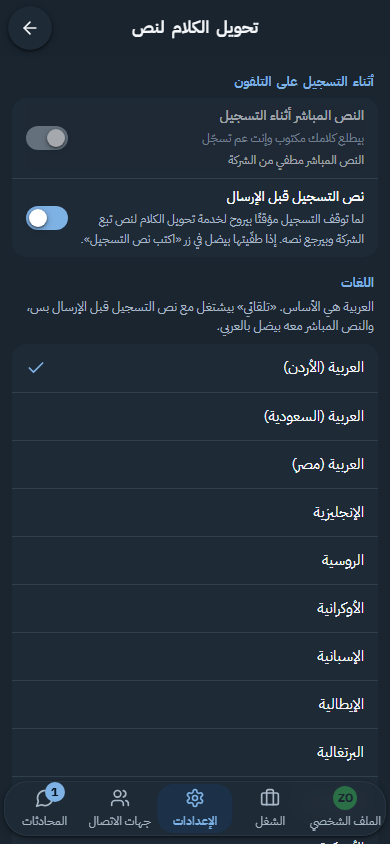 تحويل الكلام لنص
أثناء التسجيل على التلفون
النص المباشر أثناء التسجيل
بيطلع كلامك مكتوب وإنت عم تسجّل
النص المباشر مطفي من الشركة
نص التسجيل قبل الإرسال
لما توقف التسجيل مؤقتًا بيروح لخدمة تحويل الكلام لنص تبع
الشركة وبيرجع نصه. إذا طفّيتها بيضل في زر «اكتب نص التسجيل».
اللغات
العربية هي الأساس. «تلقائي» بيشتغل مع نص التسجيل قبل الإرسال بس،
والنص المباشر معه بيضل بالعربي.
العربية (الأردن)
العربية (السعودية)
العربية (مصر)
الإنجليزية
الروسية
الأوكرانية
الإسبانية
الإيطالية
البرتغالية
ZO
1
الملف الشخصي
الشغل
الإعدادات
جهات الاتصال
المحادثات